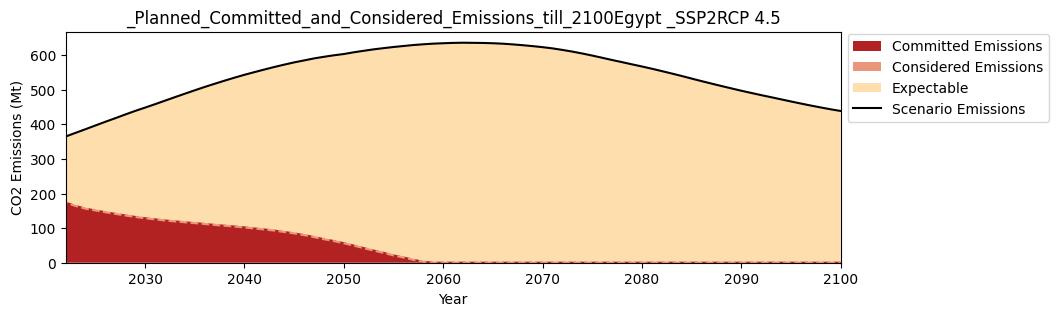 _Planned_Committed_and_Considered_Emissions_till_2100Egypt _SSP2RCP 4.5
Committed Emissions
Considered Emissions
Expectable
Scenario Emissions
CO2 Emissions (Mt)
600
500
400
300
200
100
0
2030 2040 2050 2060 2070 2080 2090 2100
Year